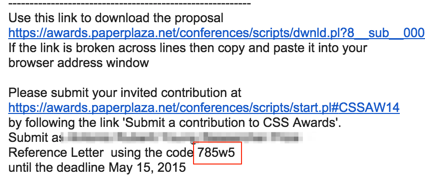 ------------------------------------------------------------
Use this link to download the proposal
https://awards.paperplaza.net/conferences/scripts/dwnld.pl?8__sub__000
If the link is broken across lines then copy and paste it into your
browser address window
Please submit your invited contribution at
https://awards.paperplaza.net/conferences/scripts/start.pl#CSSAW14
by following the link 'Submit a contribution to CSS Awards'.
Submit as
Reference Letter using the code 785w5
until the deadline May 15, 2015